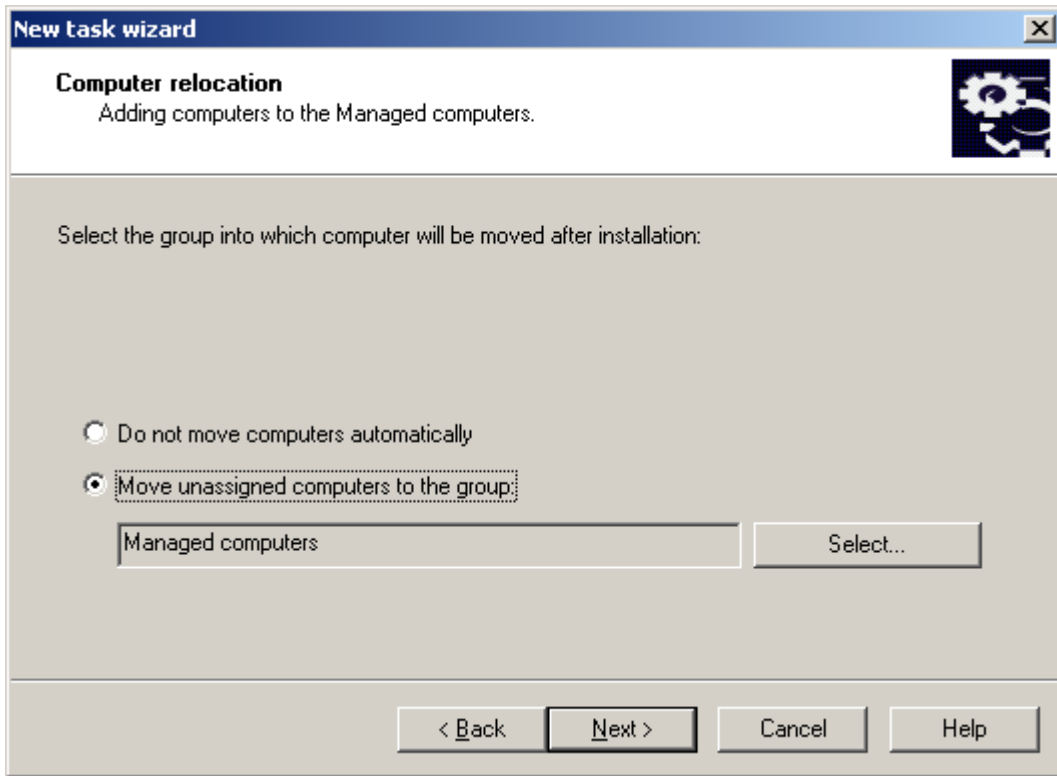 New task wizard
Computer relocation
Adding computers to the Managed computers.
Select the group into which computer will be moved after installation:
Do not move computers automatically
Move unassigned computers to the group:
Managed computers
Select...
< Back
Next >
Cancel
Help